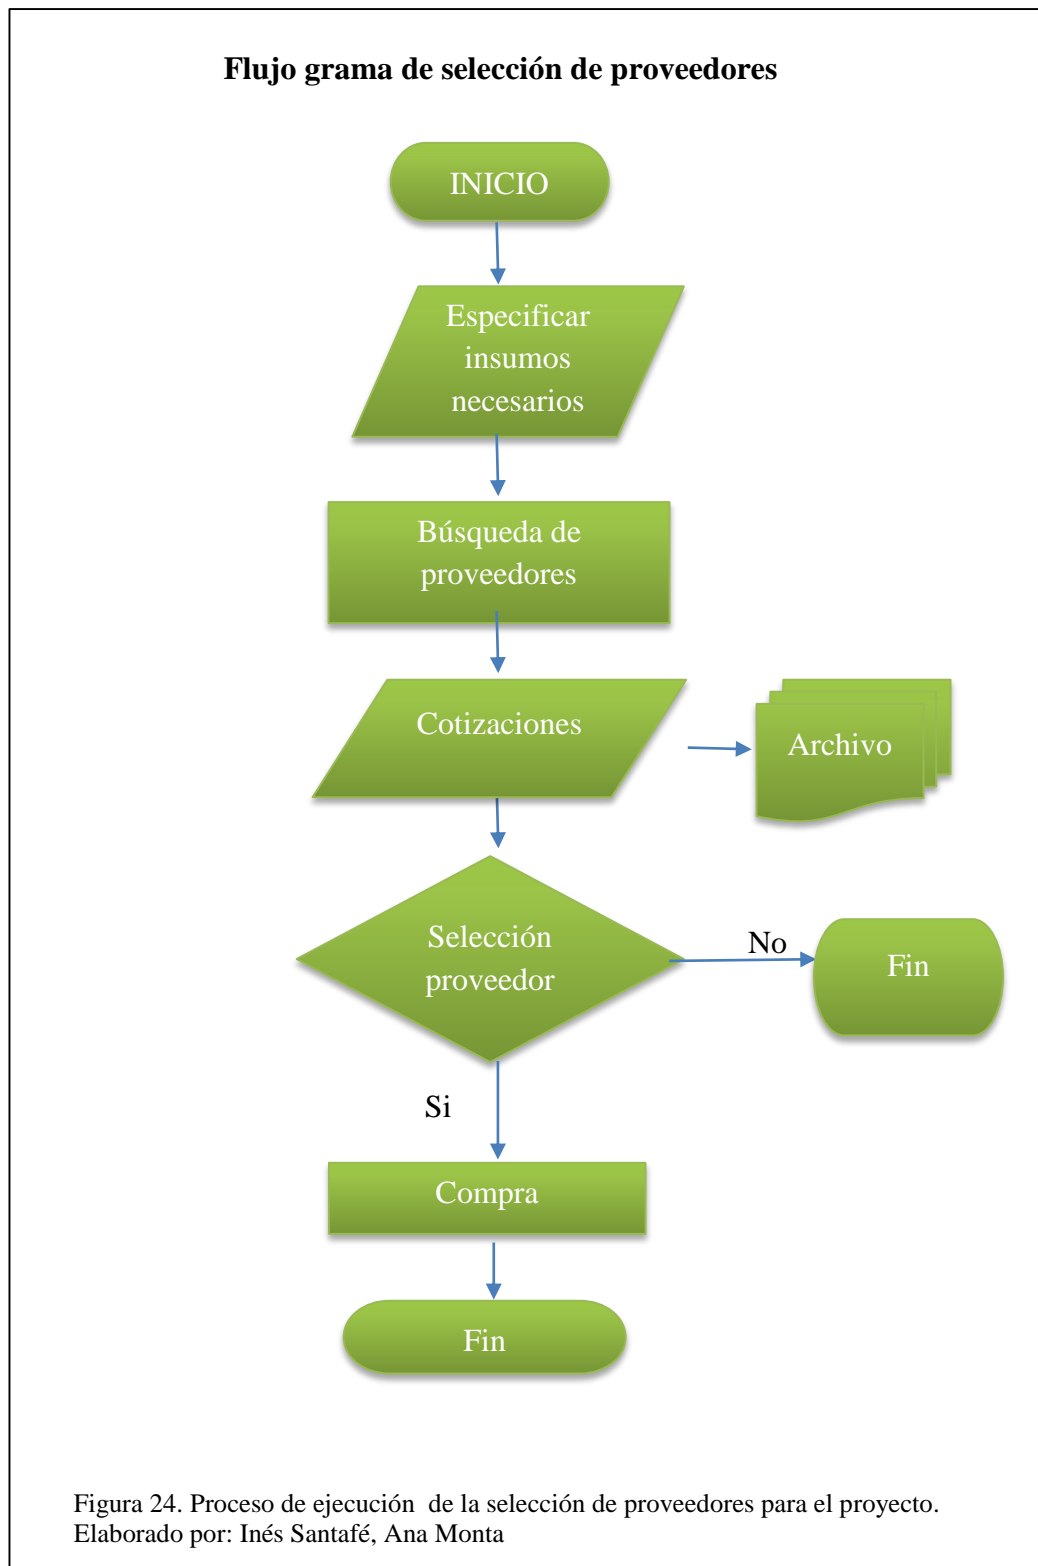 Flujo grama de selección de proveedores
INICIO
Especificar
insumos
necesarios
Búsqueda de
proveedores
Cotizaciones
Archivo
Selección
proveedor
No
Fin
Si
Compra
Fin
Figura 24. Proceso de ejecución  de la selección de proveedores para el proyecto.
Elaborado por: Inés Santafé, Ana Monta